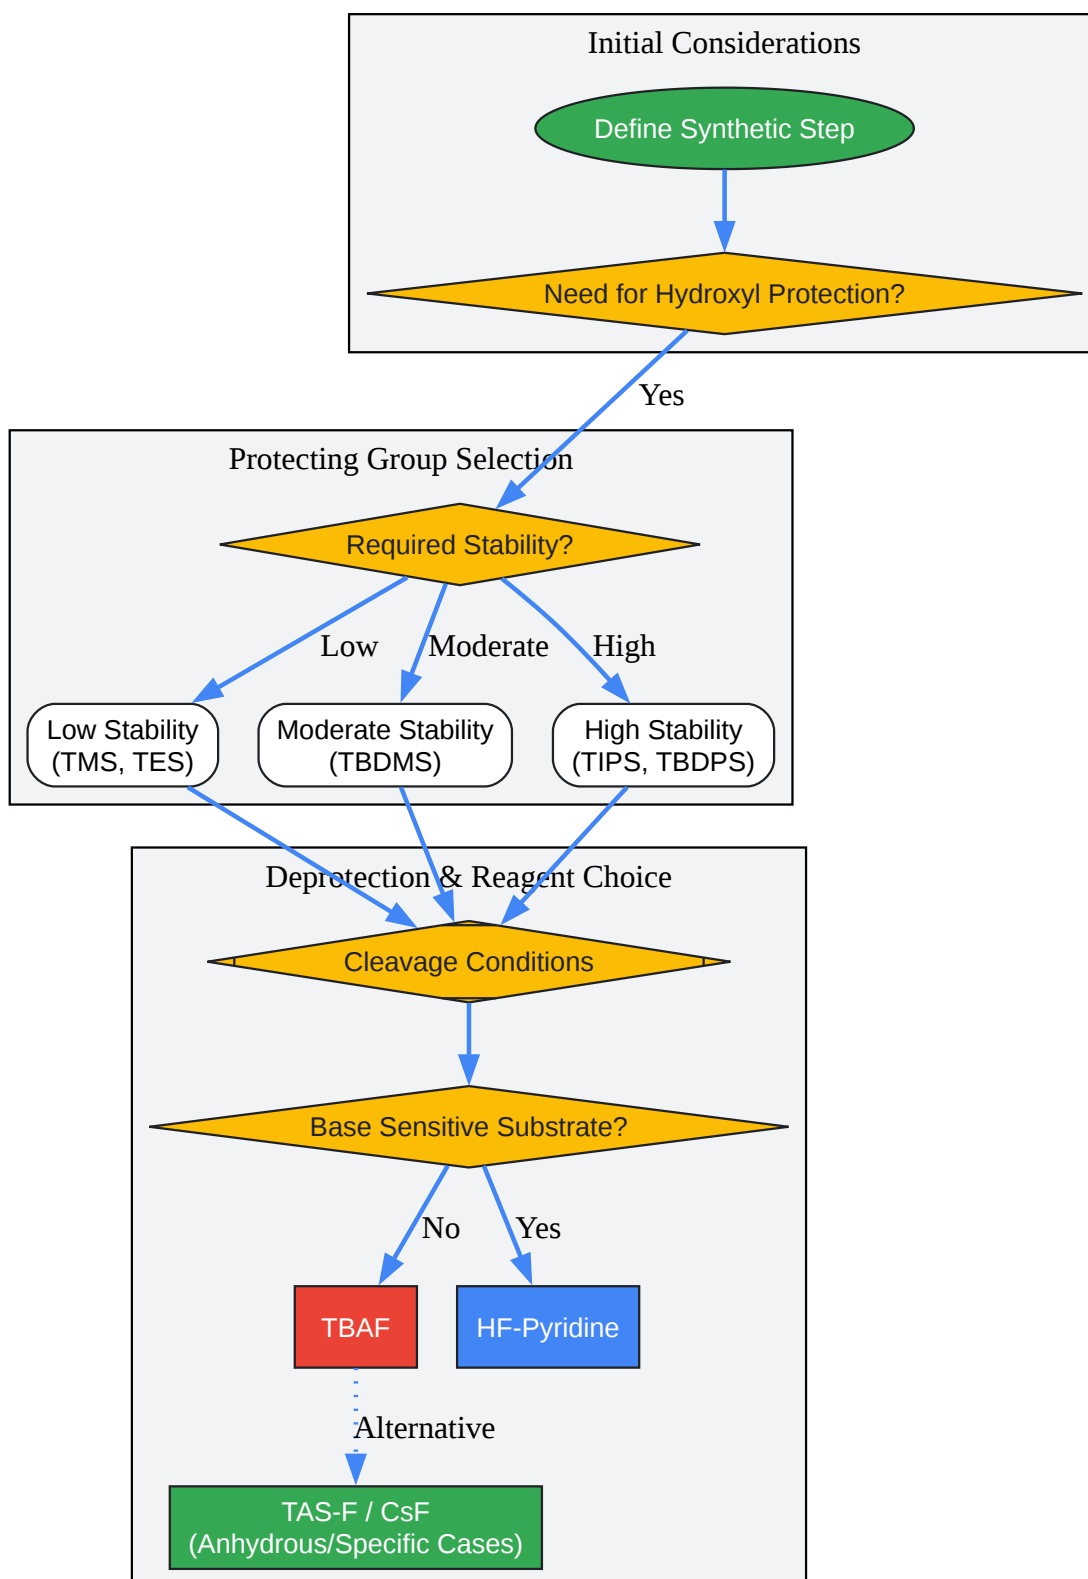 Initial Considerations
Define Synthetic Step
Need for Hydroxyl Protection?
Yes
Protecting Group Selection
Required Stability?
Low
Moderate
High
Low Stability
(TMS, TES)
Moderate Stability
(TBDMS)
High Stability
(TIPS, TBDPS)
Deprotection & Reagent Choice
Cleavage Conditions
Base Sensitive Substrate?
No
Yes
TBAF
HF-Pyridine
Alternative
TAS-F / CsF
(Anhydrous/Specific Cases)